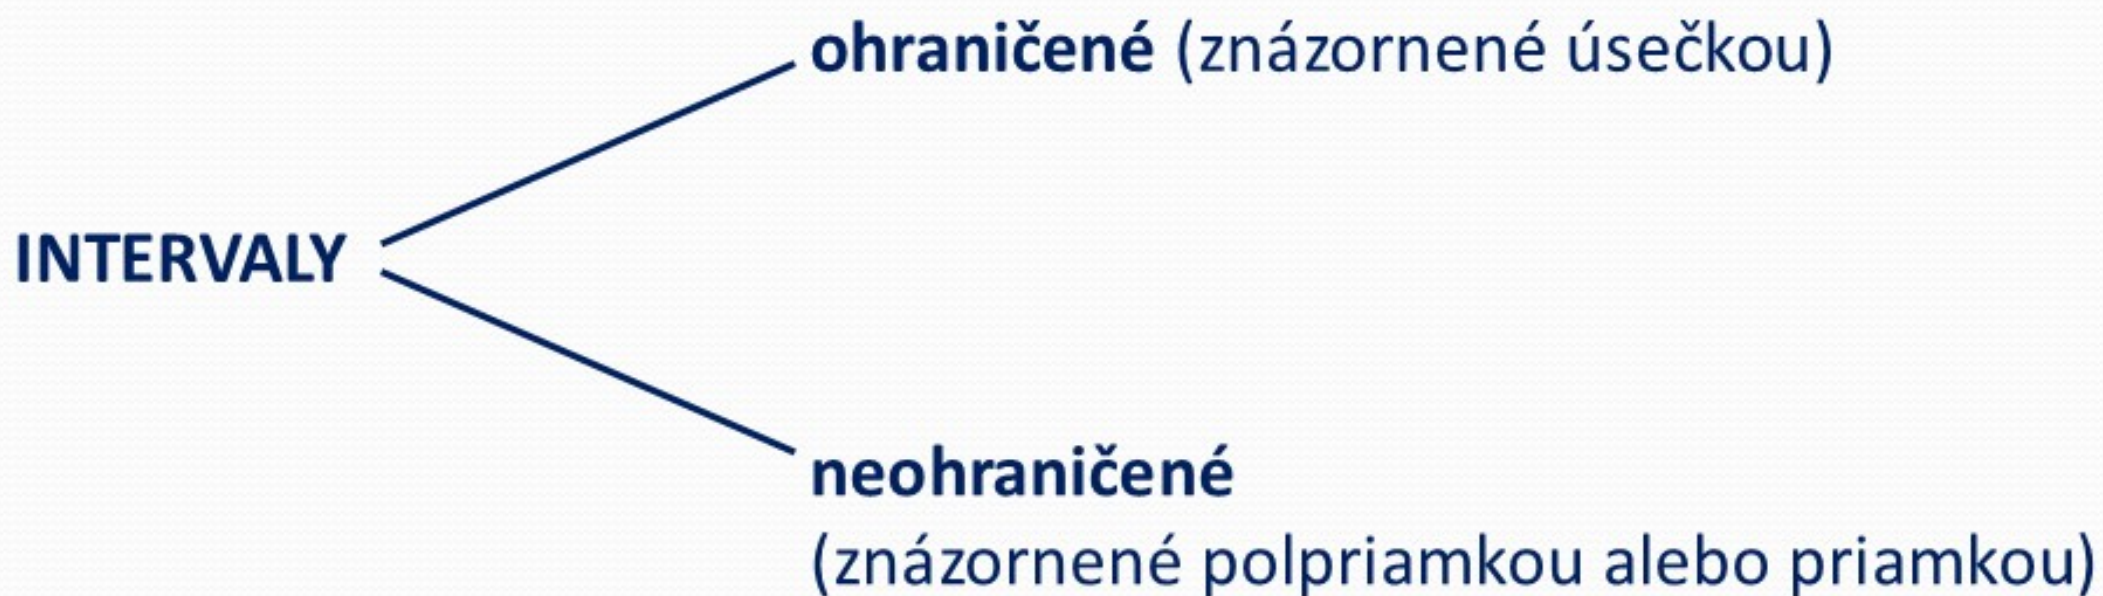 ohraničené (znázornené úsečkou)
INTERVALY
neohraničené
(znázornené polpriamkou alebo priamkou)